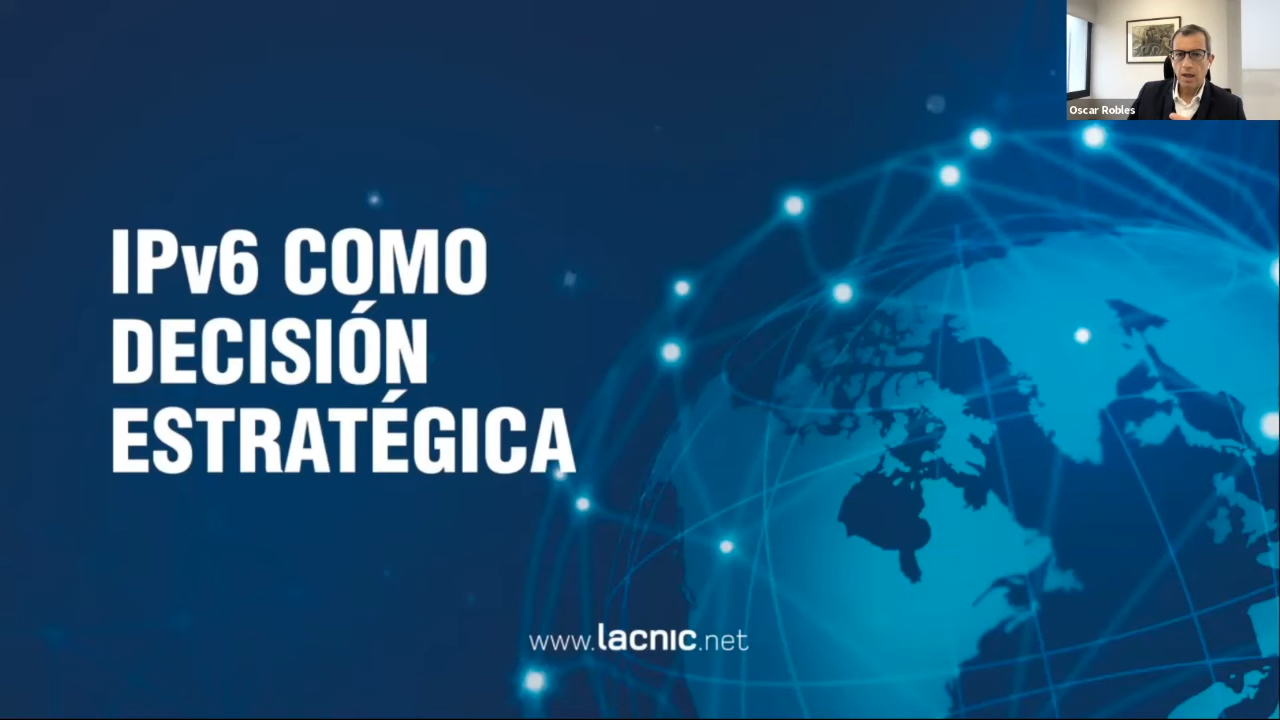 Oscar Robles
IPv6 COMO
DECISIÓN
ESTRATÉGICA
www.lacnic.net